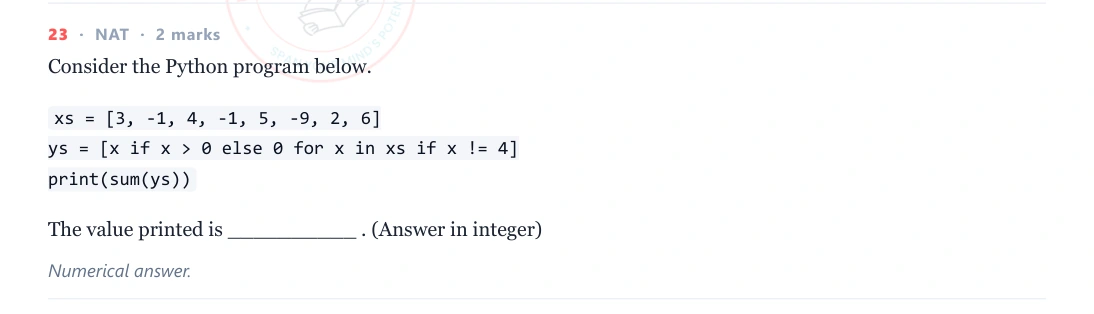 23 · NAT · 2 marks
Consider the Python program below.
xs = [3, -1, 4, -1, 5, -9, 2, 6]
ys = [x if x > 0 else 0 for x in xs if x != 4]
print(sum(ys))
The value printed is ____________ . (Answer in integer)
Numerical answer.